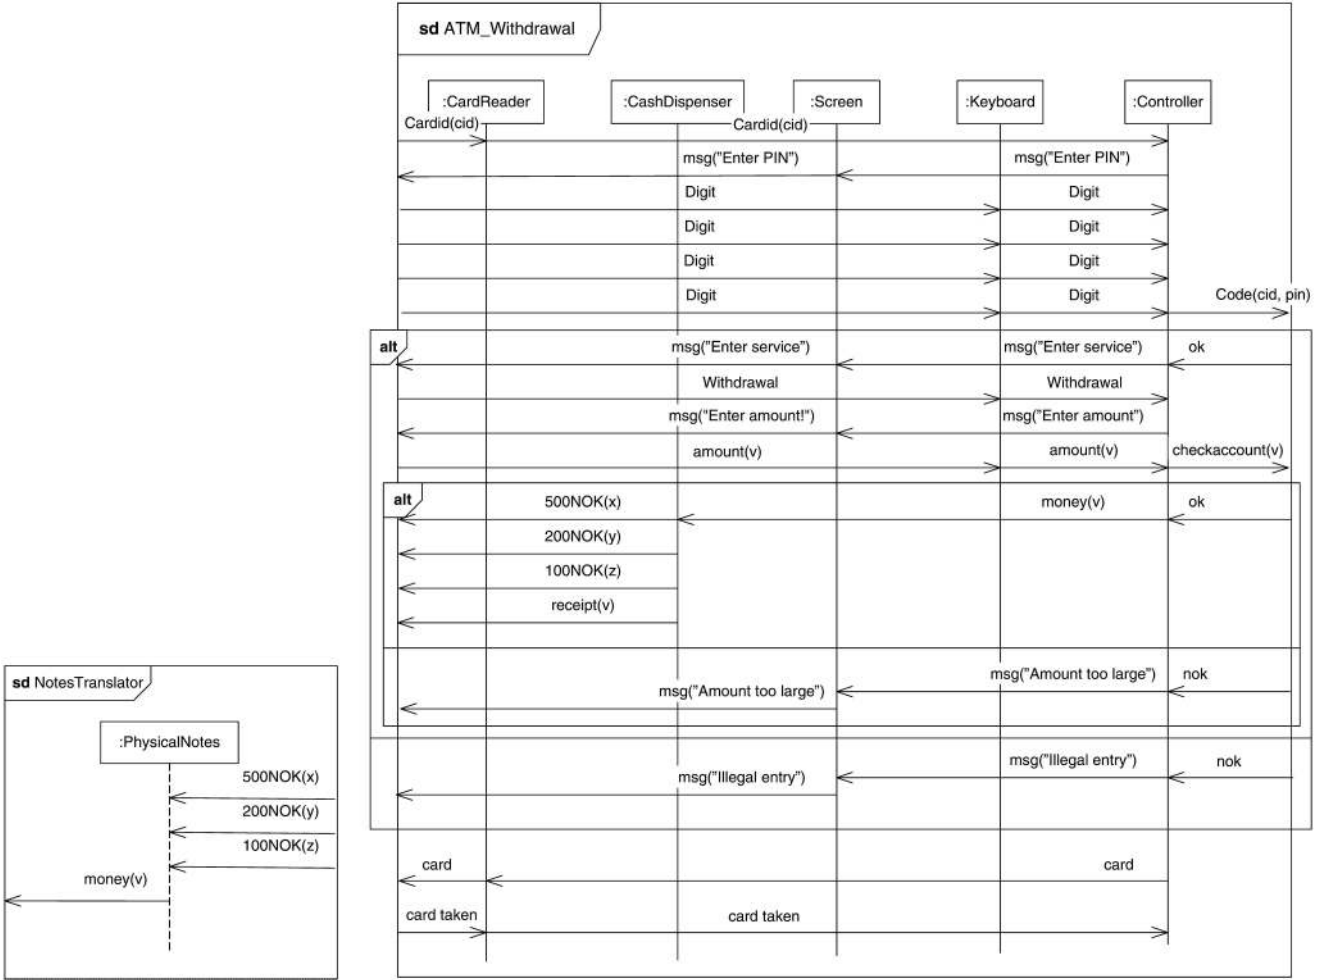 sd ATM_Withdrawal
:CardReader :CashDispenser :Screen :Keyboard :Controller
Cardid(cid) Cardid(cid)
msg("Enter PIN") msg("Enter PIN")
Digit Digit
Digit Digit
Digit Digit
Digit Digit Code(cid, pin)
alt msg("Enter service") msg("Enter service") ok
Withdrawal Withdrawal
msg("Enter amount!") msg("Enter amount")
amount(v) amount(v) checkaccount(v)
alt 500NOK(x) money(v) ok
200NOK(y)
100NOK(z)
receipt(v)
msg("Amount too large") nok
msg("Amount too large")
msg("Illegal entry") nok
msg("Illegal entry")
card card
card taken card taken
sd NotesTranslator
:PhysicalNotes
500NOK(x)
200NOK(y)
100NOK(z)
money(v)